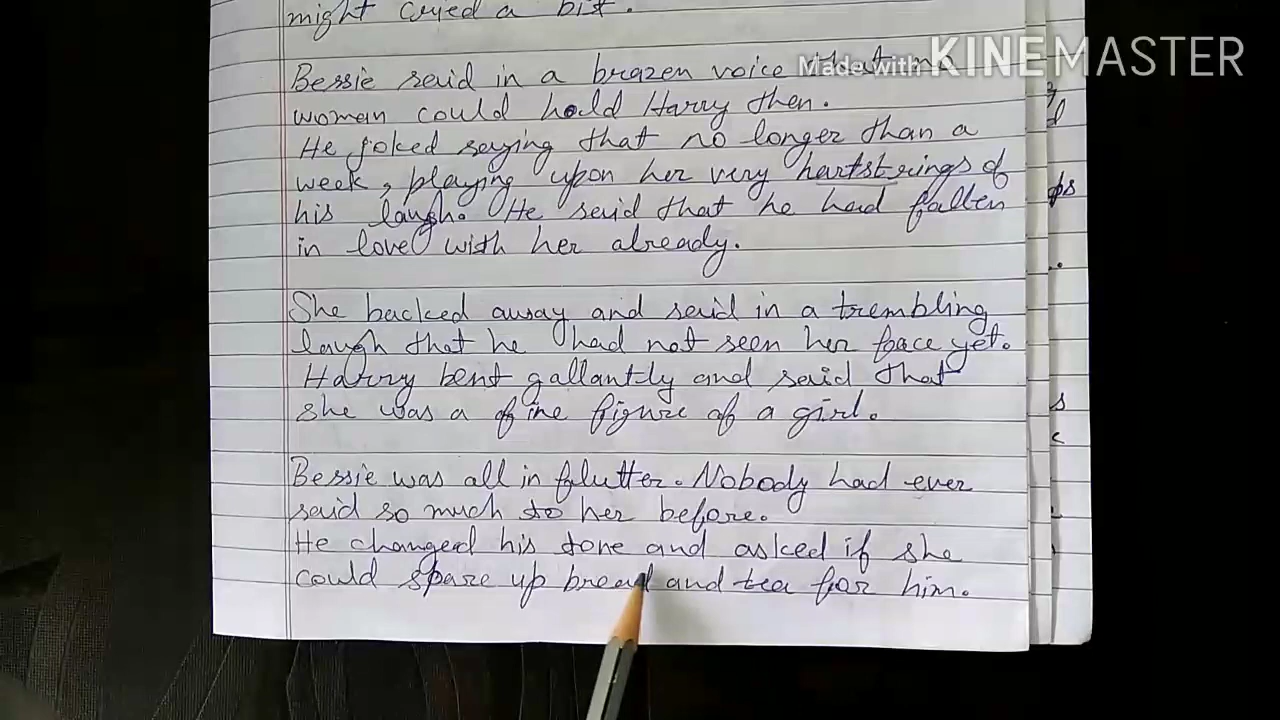 might cried a bit.
Made with KINEMASTER
Bessie said in a brazen voice that no
woman could hold Harry then.
He joked saying that no longer than a
week, playing upon her very hartstrings of
his laugh. He said that he had fallen
in love with her already.
She backed away and said in a trembling
laugh that he had not seen her face yet.
Harry bent gallantly and said that
she was a fine figure of a girl.
Bessie was all in flutter. Nobody had ever
said so much to her before.
He changed his tone and asked if she
could spare up bread and tea for him.